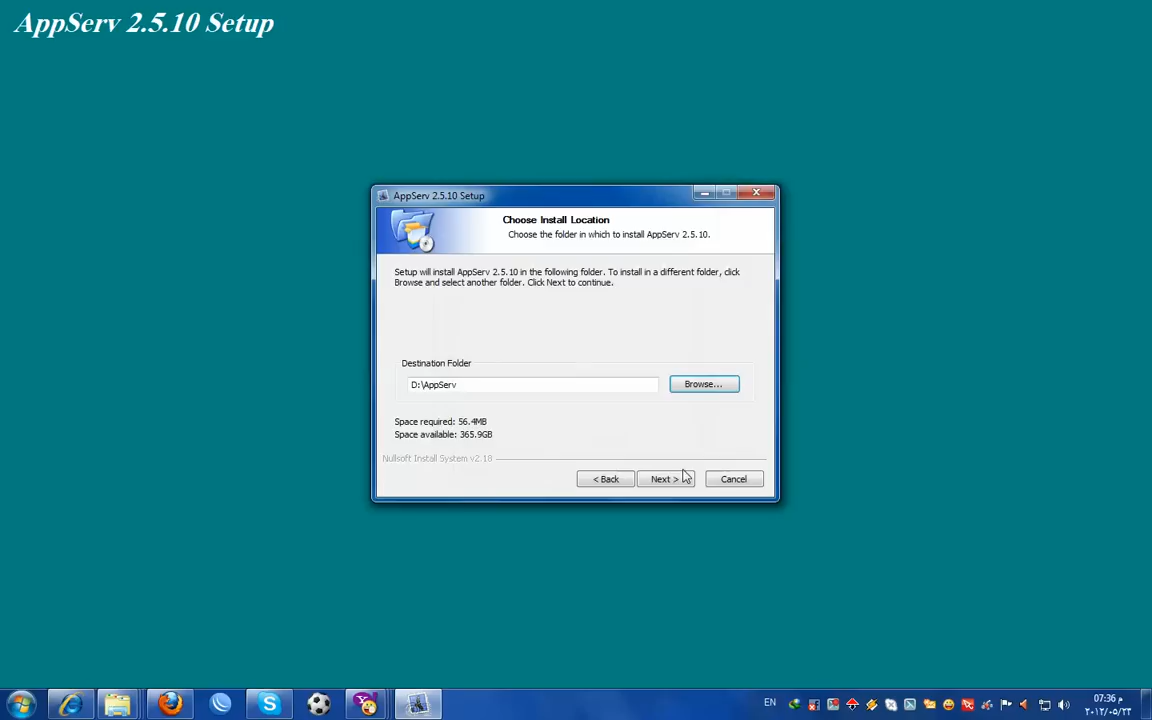 AppServ 2.5.10 Setup
AppServ 2.5.10 Setup
Choose Install Location
Choose the folder in which to install AppServ 2.5.10.
Setup will install AppServ 2.5.10 in the following folder. To install in a different folder, click
Browse and select another folder. Click Next to continue.
Destination Folder
D:\AppServ
Browse...
Space required: 56.4MB
Space available: 365.9GB
Nullsoft Install System v2.18
< Back
Next >
Cancel
EN
07:36 م
٢٠١٢/٠٥/٢٣